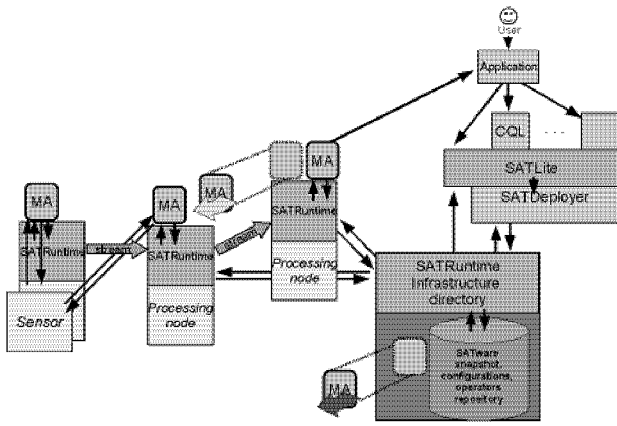 User
Application
CQL
. . .
SATLite
SATDeployer
MA
MA
MA
MA
SATRuntime
SATRuntime
SATRuntime
stream
stream
Sensor
Processing
node
Processing
node
SATRuntime
Infrastructure
directory
SATware
snapshot,
configurations,
operators
repository
MA